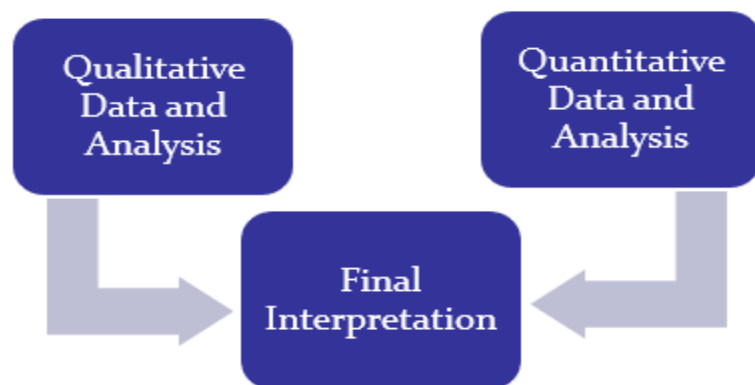 Qualitative
Data and
Analysis
Quantitative
Data and
Analysis
Final
Interpretation